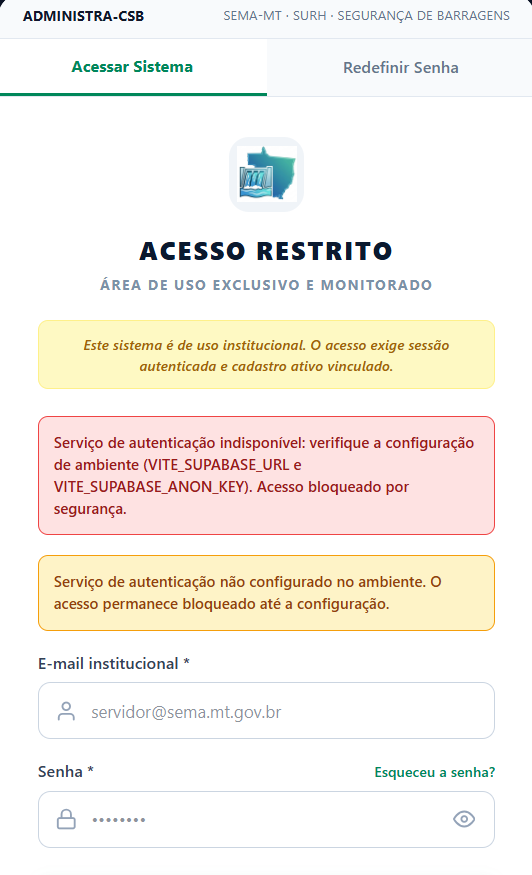 ADMINISTRA-CSB
SEMA-MT · SURH · SEGURANÇA DE BARRAGENS
Acessar Sistema
Redefinir Senha
ACESSO RESTRITO
ÁREA DE USO EXCLUSIVO E MONITORADO
Este sistema é de uso institucional. O acesso exige sessão
autenticada e cadastro ativo vinculado.
Serviço de autenticação indisponível: verifique a configuração
de ambiente (VITE_SUPABASE_URL e
VITE_SUPABASE_ANON_KEY). Acesso bloqueado por
segurança.
Serviço de autenticação não configurado no ambiente. O
acesso permanece bloqueado até a configuração.
E-mail institucional *
servidor@sema.mt.gov.br
Senha *
Esqueceu a senha?
••••••••